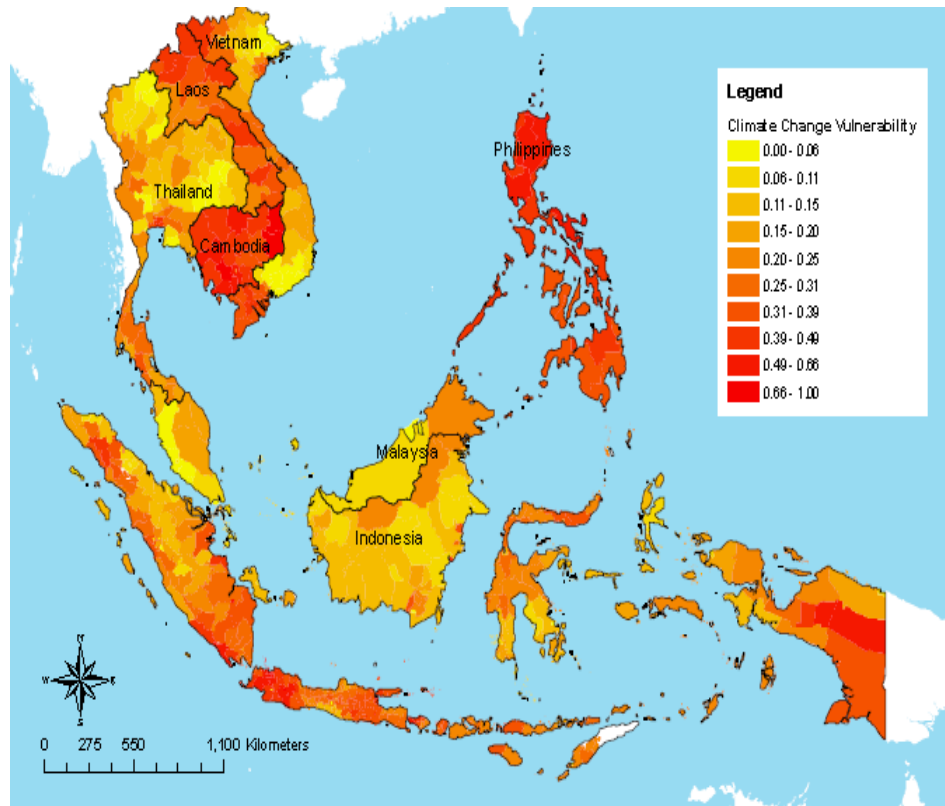 Vietnam
Laos
Thailand
Cambodia
Philippines
Malaysia
Indonesia
Legend
Climate Change Vulnerability
0.00 - 0.06
0.06 - 0.11
0.11 - 0.15
0.15 - 0.20
0.20 - 0.25
0.25 - 0.31
0.31 - 0.39
0.39 - 0.49
0.49 - 0.66
0.66 - 1.00
N
W E
S
0 275 550 1,100 Kilometers